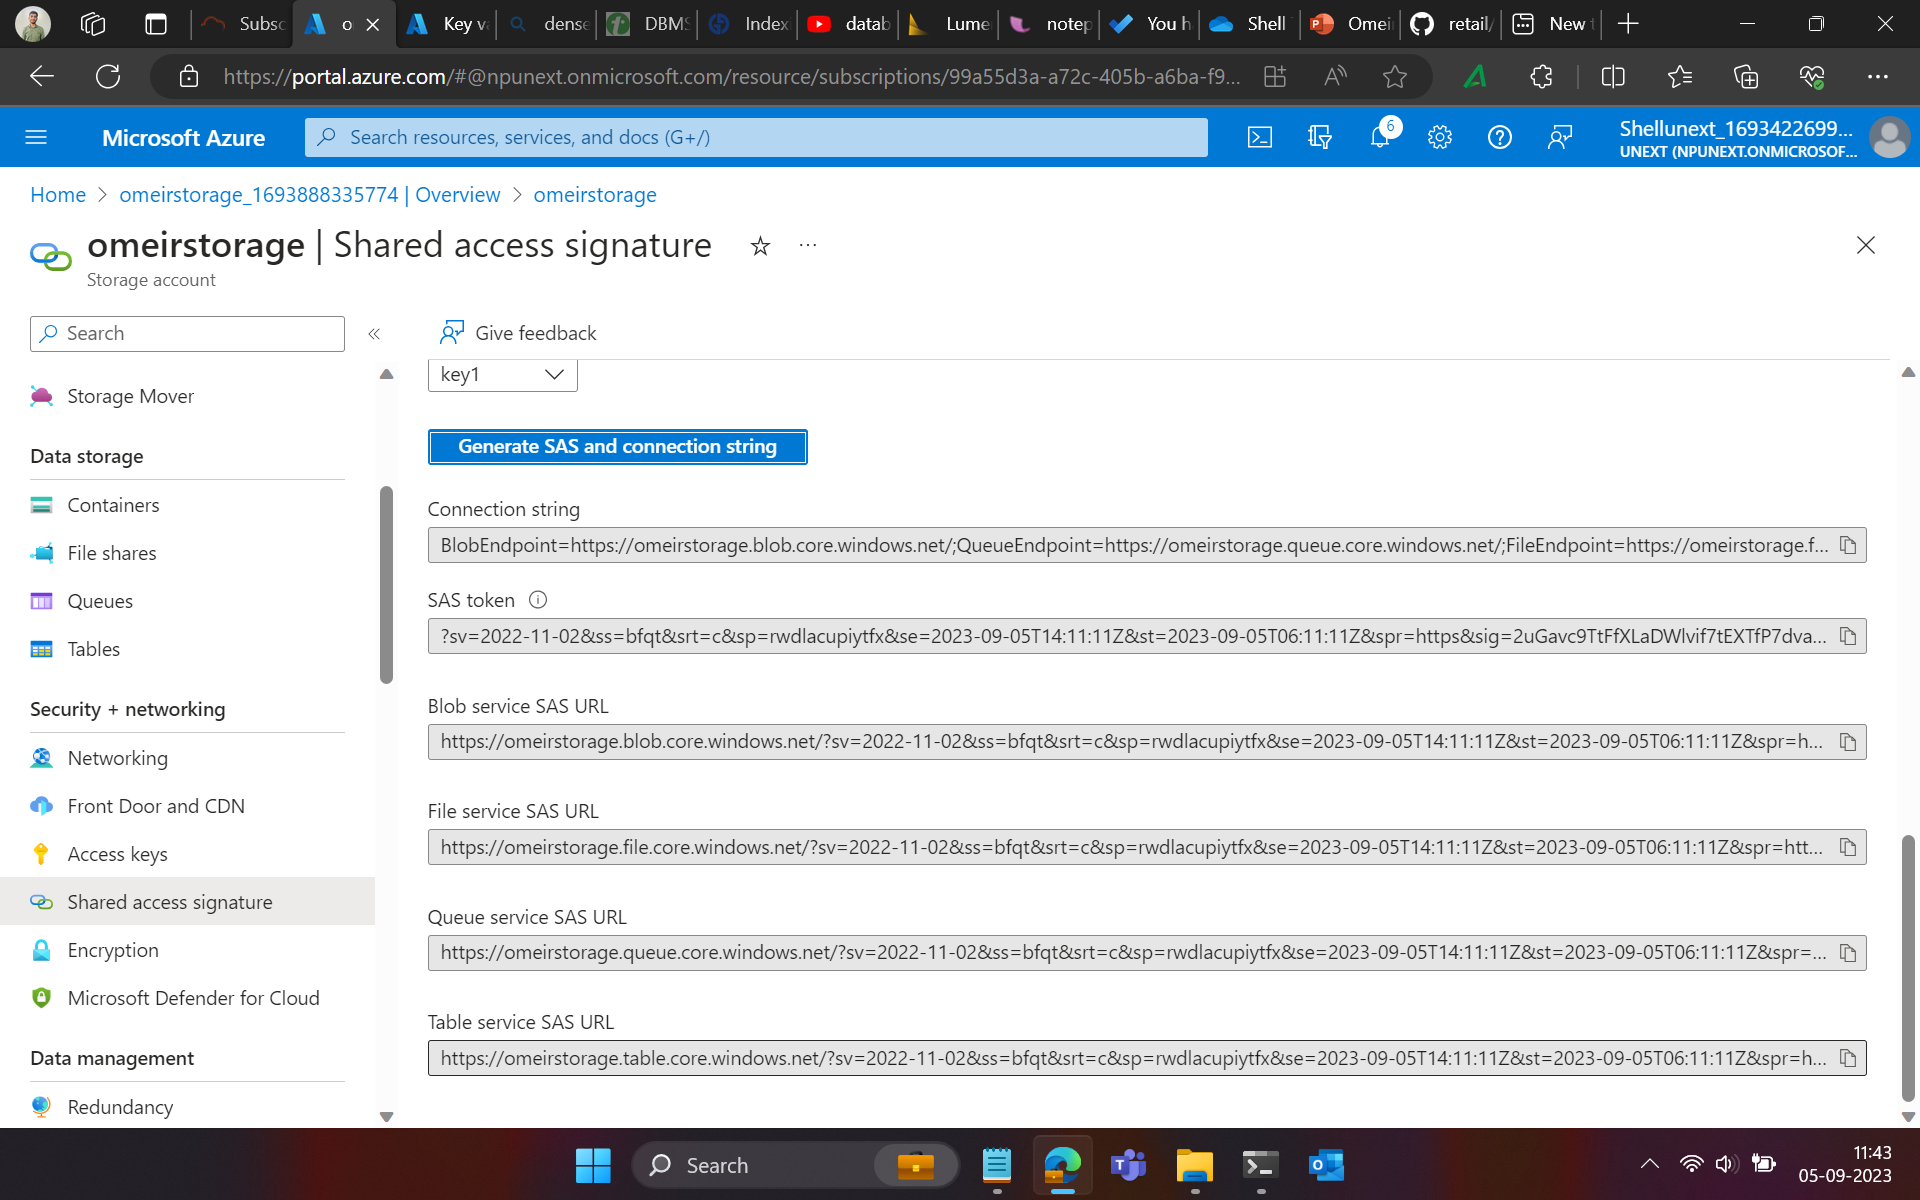 Subsc
o
Key va
dense
DBMS
Index
datab
Lume
notep
You h
Shell
Omei
retail/
New t
https://portal.azure.com/#@npunext.onmicrosoft.com/resource/subscriptions/99a55d3a-a72c-405b-a6ba-f9...
Microsoft Azure
Search resources, services, and docs (G+/)
6
Shellunext_1693422699...
UNEXT (NPUNEXT.ONMICROSOF...
Home > omeirstorage_1693888335774 | Overview > omeirstorage
omeirstorage | Shared access signature
Storage account
Search
Give feedback
Storage Mover
Data storage
Containers
File shares
Queues
Tables
Security + networking
Networking
Front Door and CDN
Access keys
Shared access signature
Encryption
Microsoft Defender for Cloud
Data management
Redundancy
key1
Generate SAS and connection string
Connection string
BlobEndpoint=https://omeirstorage.blob.core.windows.net/;QueueEndpoint=https://omeirstorage.queue.core.windows.net/;FileEndpoint=https://omeirstorage.f...
SAS token
?sv=2022-11-02&ss=bfqt&srt=c&sp=rwdlacupiytfx&se=2023-09-05T14:11:11Z&st=2023-09-05T06:11:11Z&spr=https&sig=2uGavc9TtFfXLaDWlvif7tEXTfP7dva...
Blob service SAS URL
https://omeirstorage.blob.core.windows.net/?sv=2022-11-02&ss=bfqt&srt=c&sp=rwdlacupiytfx&se=2023-09-05T14:11:11Z&st=2023-09-05T06:11:11Z&spr=h...
File service SAS URL
https://omeirstorage.file.core.windows.net/?sv=2022-11-02&ss=bfqt&srt=c&sp=rwdlacupiytfx&se=2023-09-05T14:11:11Z&st=2023-09-05T06:11:11Z&spr=htt...
Queue service SAS URL
https://omeirstorage.queue.core.windows.net/?sv=2022-11-02&ss=bfqt&srt=c&sp=rwdlacupiytfx&se=2023-09-05T14:11:11Z&st=2023-09-05T06:11:11Z&spr=...
Table service SAS URL
https://omeirstorage.table.core.windows.net/?sv=2022-11-02&ss=bfqt&srt=c&sp=rwdlacupiytfx&se=2023-09-05T14:11:11Z&st=2023-09-05T06:11:11Z&spr=h...
Search
11:43
05-09-2023